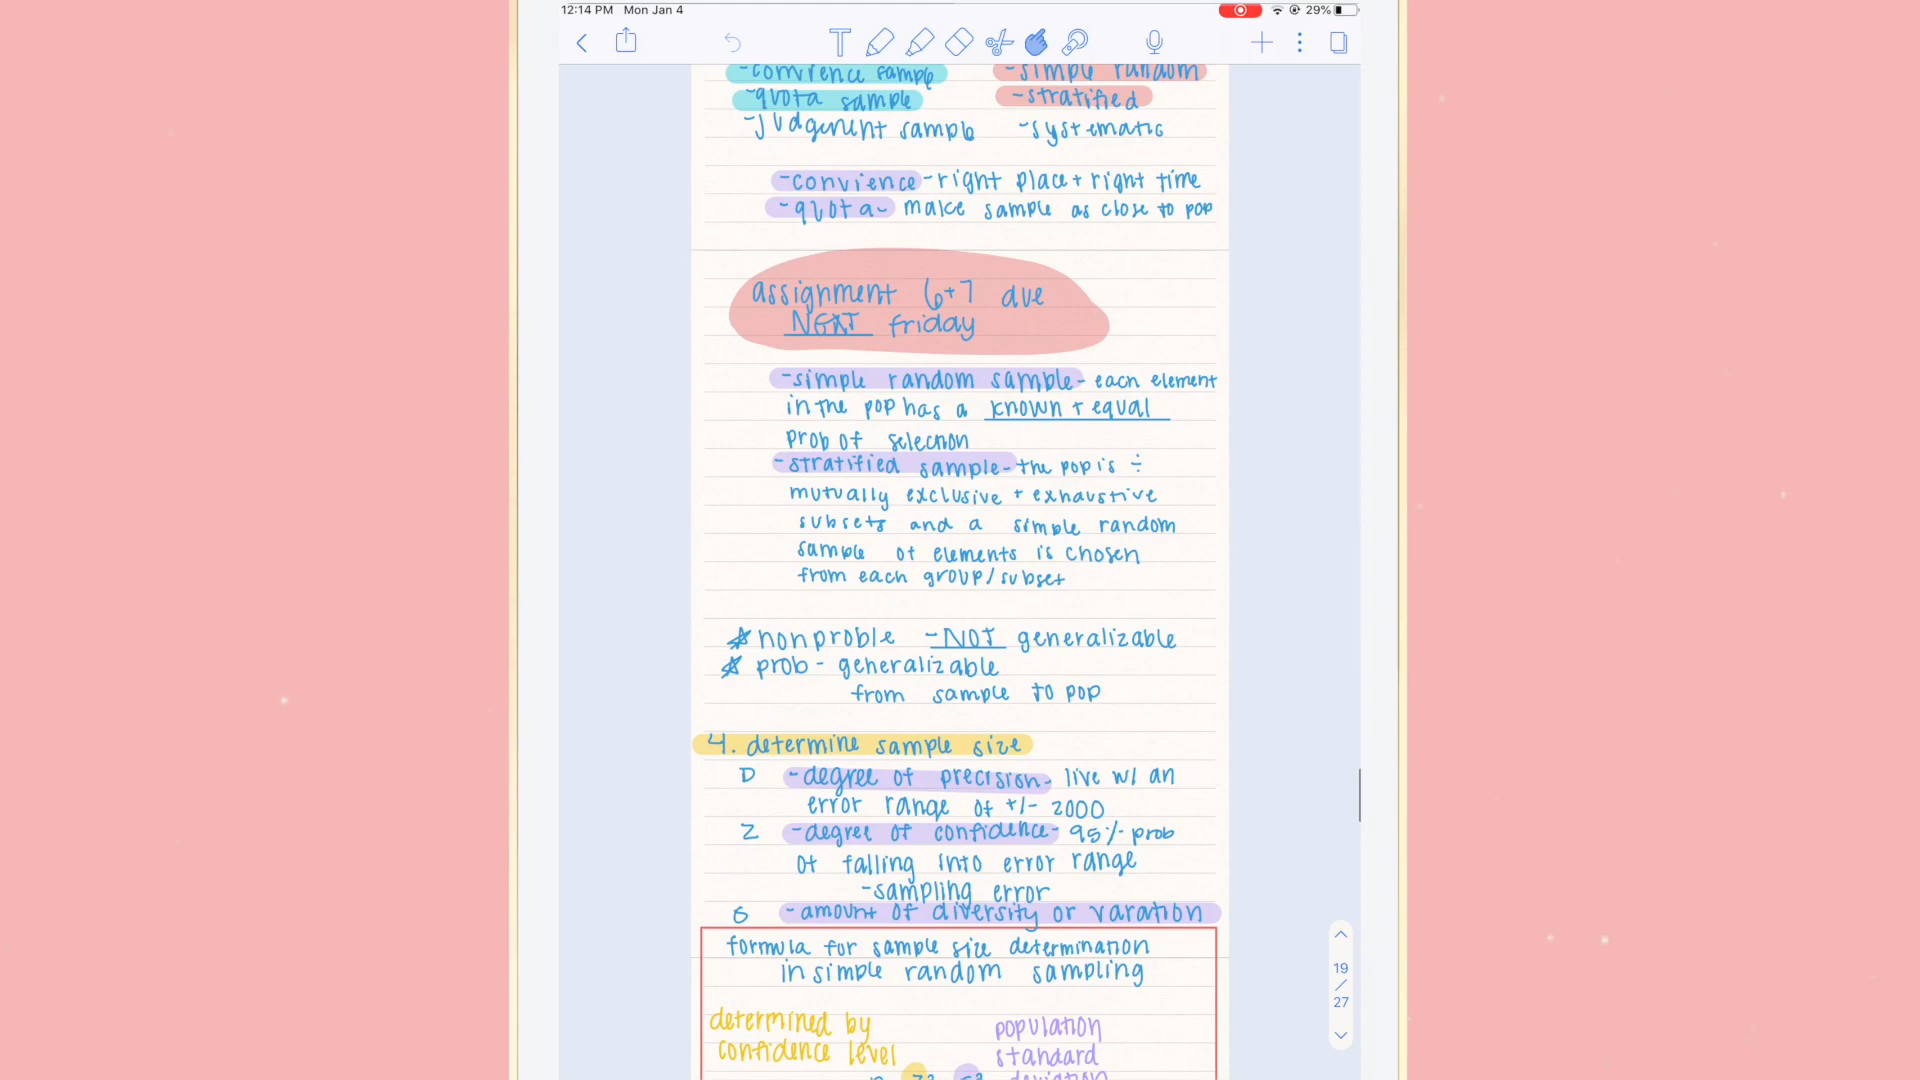 12:14 PM Mon Jan 4 29%
-convience sample -simple random
-quota sample -stratified
-judgement sample -systematic
-convience -right place + right time
-quota- make sample as close to pop
assignment 6+7 due
NEXT friday
-simple random sample- each element
in the pop has a known + equal
prob of selection
-stratified sample- the pop is ÷
mutually exclusive + exhaustive
subsets and a simple random
sample of elements is chosen
from each group/subset
☆ nonproble -NOT generalizable
☆ prob - generalizable
from sample to pop
4. determine sample size
D -degree of precision- live w/ an
error range of +/- 2000
Z -degree of confidence- 95% prob
of falling into error range
-sampling error
-amount of diversity or varation
formula for sample size determination
in simple random sampling
determined by population
confidence level standard
deviation
19
/
27